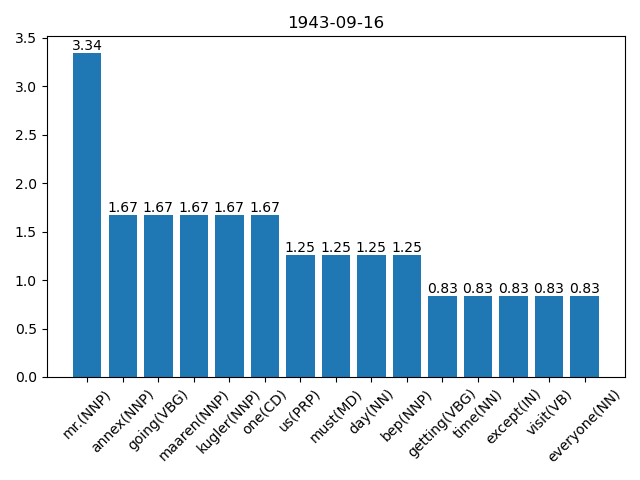 1943-09-16
3.5
3.0
2.5
2.0
1.5
1.0
0.5
0.0
3.34
1.67 1.67 1.67 1.67 1.67
1.25 1.25 1.25 1.25
0.83 0.83 0.83 0.83 0.83
mr.(NNP)
annex(NNP)
going(VBG)
maaren(NNP)
kugler(NNP)
one(CD)
us(PRP)
must(MD)
day(NN)
bep(NNP)
getting(VBG)
time(NN)
except(IN)
visit(VB)
everyone(NN)